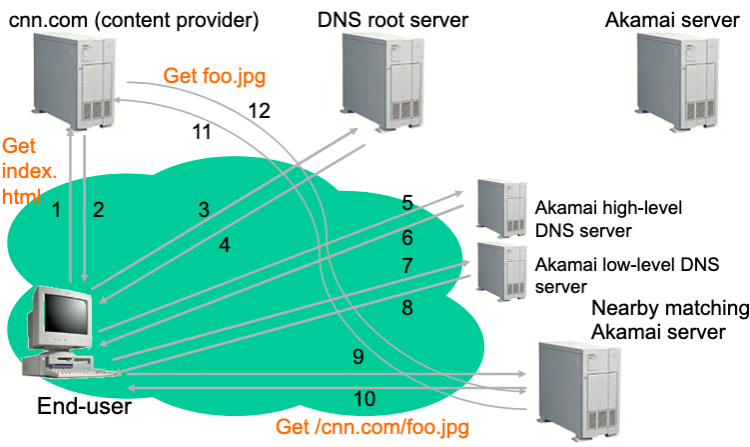 cnn.com (content provider)
DNS root server
Akamai server
Get foo.jpg
12
11
Get
index.
html
1
2
3
4
5
6
7
8
Akamai high-level
DNS server
Akamai low-level DNS
server
Nearby matching
Akamai server
9
10
End-user
Get /cnn.com/foo.jpg